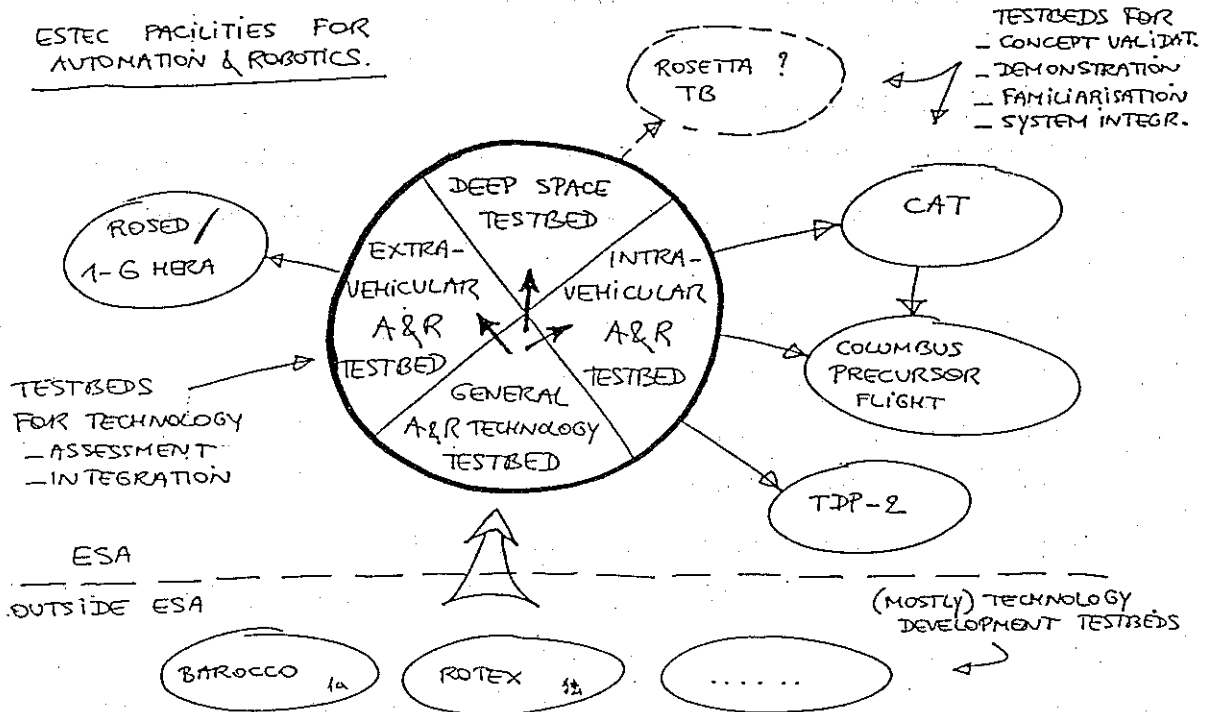 ESTEC FACILITIES FOR
AUTOMATION & ROBOTICS.
TESTBEDS FOR
- CONCEPT VALIDAT.
- DEMONSTRATION
- FAMILIARISATION
- SYSTEM INTEGR.
ROSETTA ?
TB
DEEP SPACE
TESTBED
ROSED /
1-G HERA
EXTRA-
VEHICULAR
A&R
TESTBED
INTRA-
VEHICULAR
A&R
TESTBED
CAT
COLUMBUS
PRECURSOR
FLIGHT
TESTBEDS
FOR TECHNOLOGY
- ASSESSMENT
- INTEGRATION
GENERAL
A&R TECHNOLOGY
TESTBED
TDP-2
ESA
OUTSIDE ESA
(MOSTLY) TECHNOLOGY
DEVELOPMENT TESTBEDS
BAROCCO
ROTEX
......